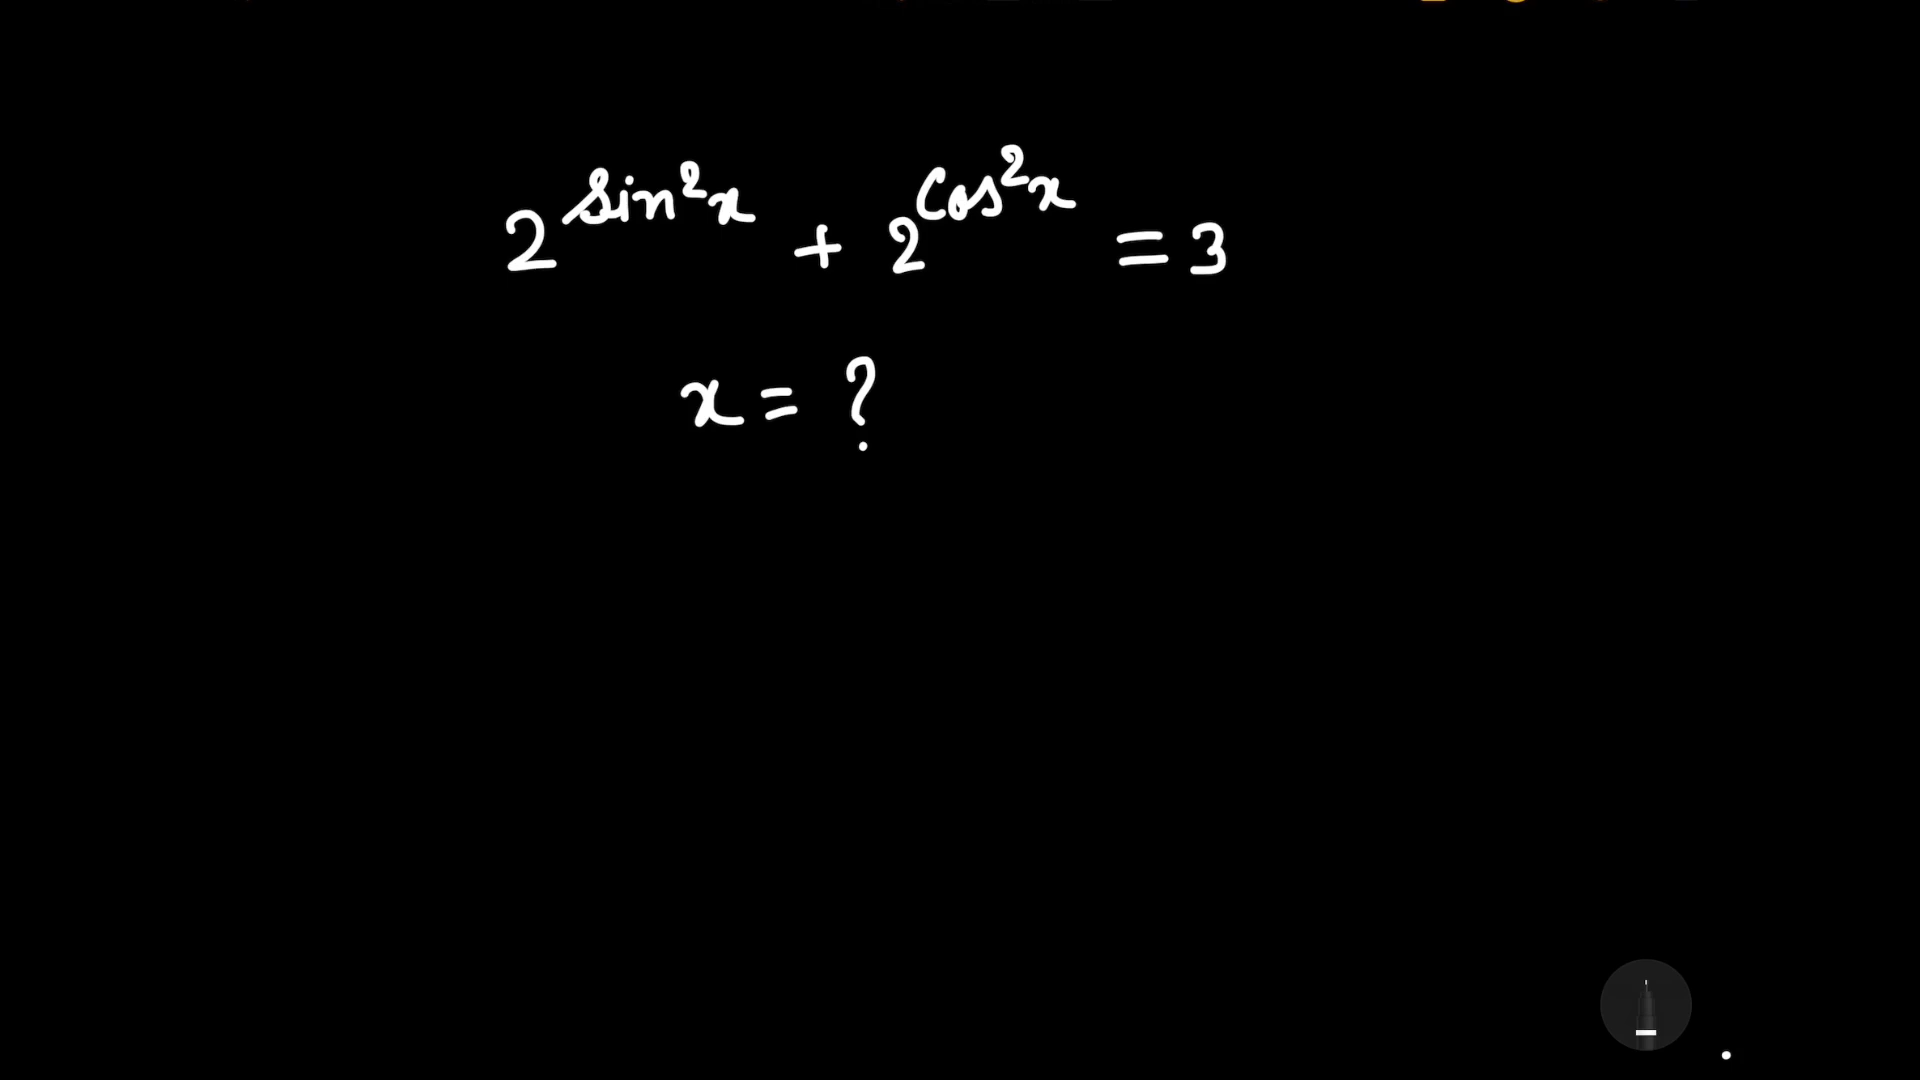 2^{sin²x} + 2^{cos²x} = 3
x = ?